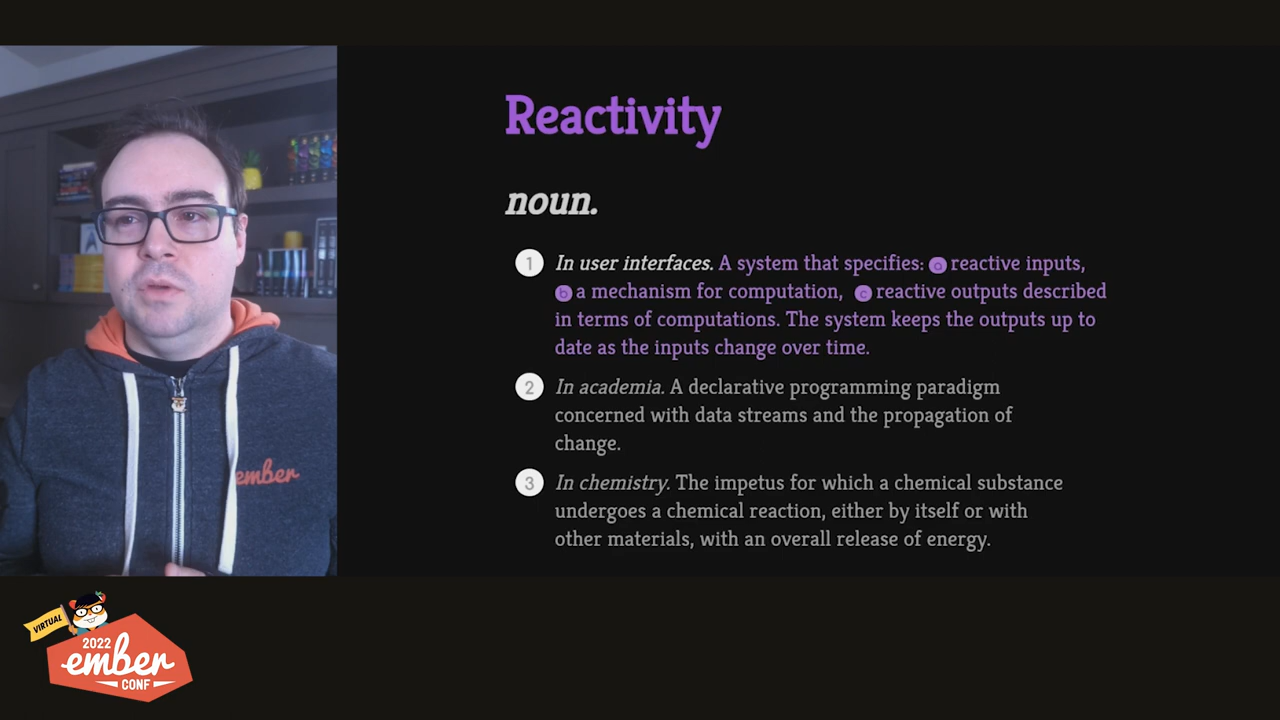 Reactivity
noun.
1 In user interfaces. A system that specifies: a reactive inputs,
b a mechanism for computation, c reactive outputs described
in terms of computations. The system keeps the outputs up to
date as the inputs change over time.
2 In academia. A declarative programming paradigm
concerned with data streams and the propagation of
change.
3 In chemistry. The impetus for which a chemical substance
undergoes a chemical reaction, either by itself or with
other materials, with an overall release of energy.
ember
VIRTUAL
2022
ember
CONF